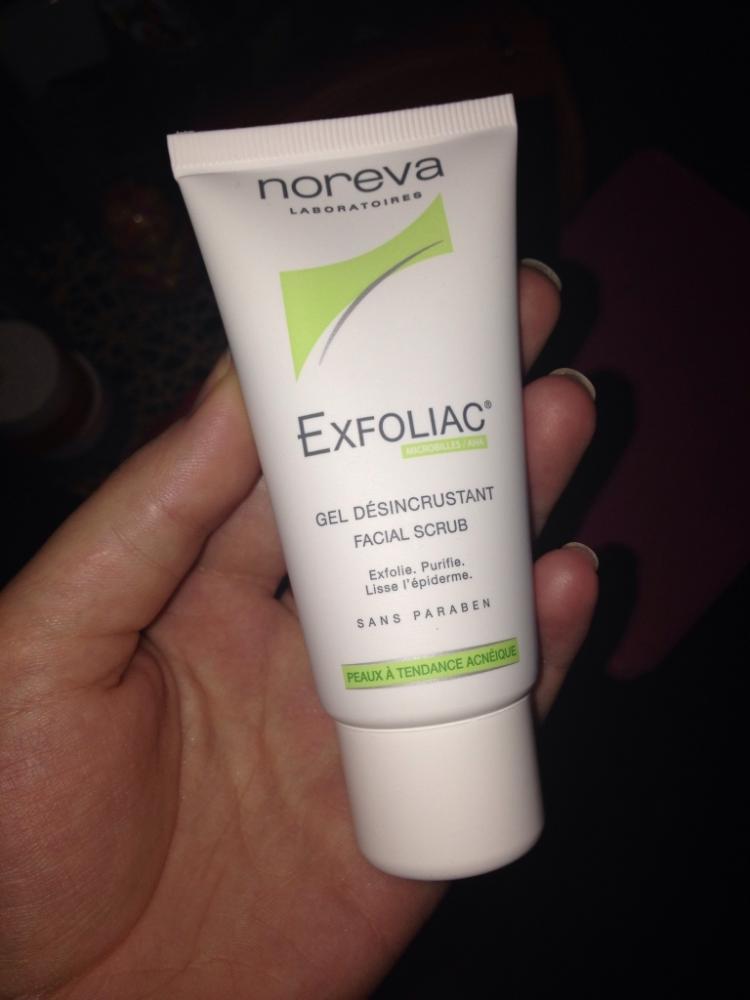 noreva
LABORATOIRES
EXFOLIAC®
MICROBILLES / AHA
GEL DÉSINCRUSTANT
FACIAL SCRUB
Exfolie. Purifie.
Lisse l'épiderme.
SANS PARABEN
PEAUX À TENDANCE ACNÉIQUE